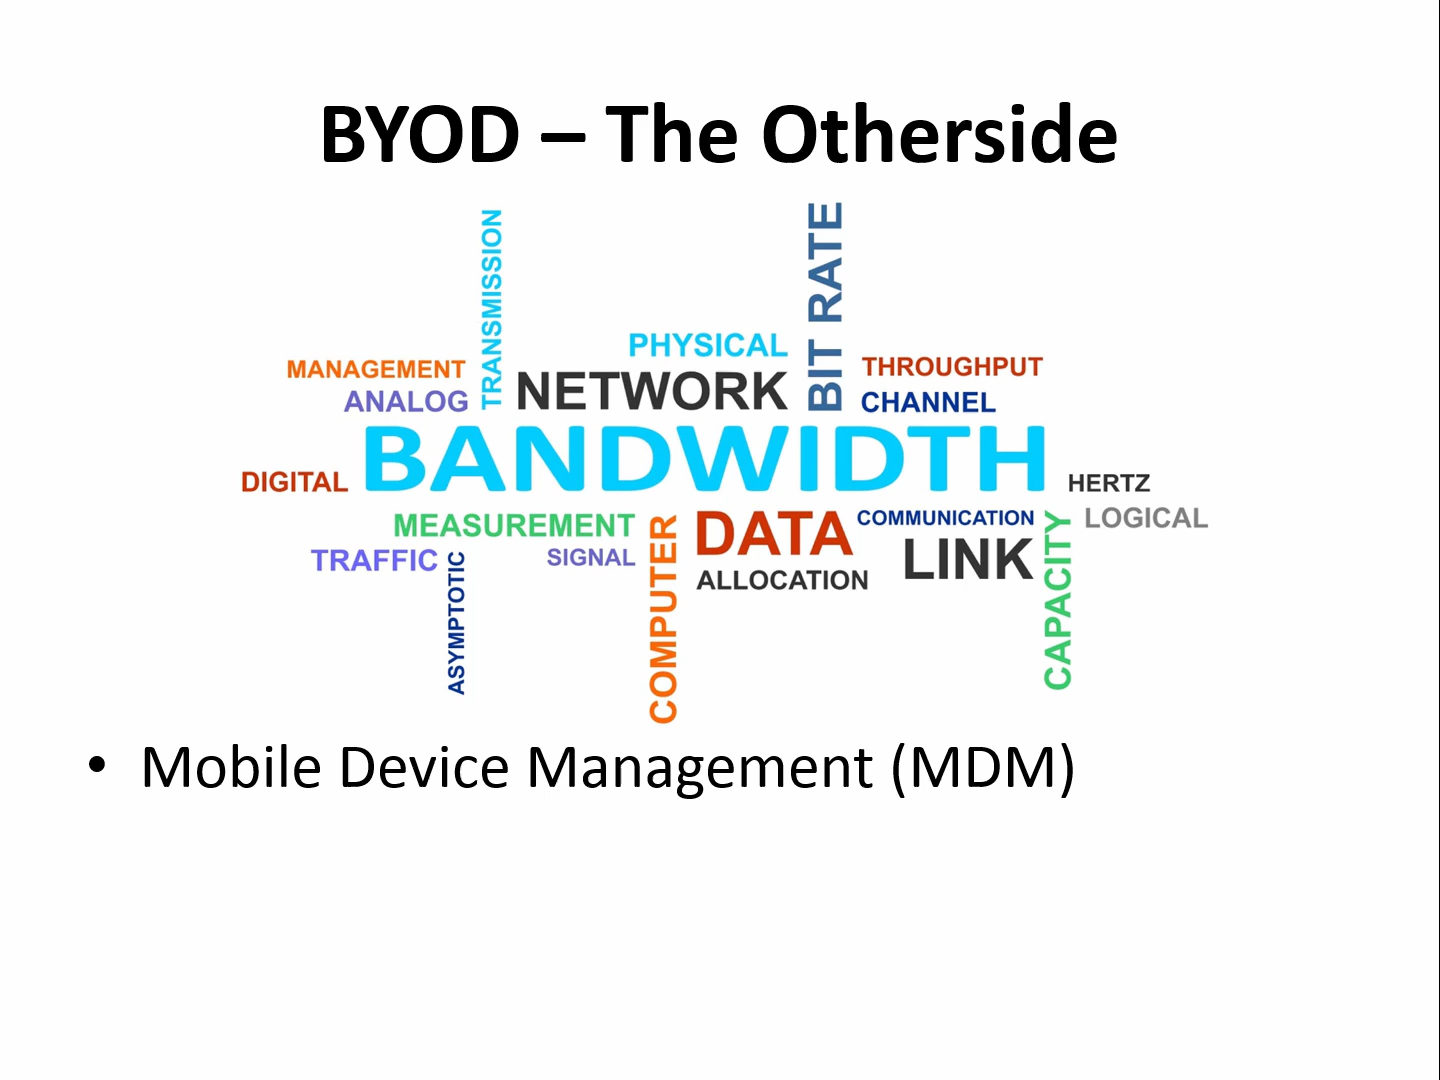 BYOD – The Otherside
TRANSMISSION
BIT RATE
PHYSICAL
MANAGEMENT
THROUGHPUT
ANALOG
NETWORK
CHANNEL
BANDWIDTH
DIGITAL
HERTZ
MEASUREMENT
DATA
COMMUNICATION
LOGICAL
TRAFFIC
SIGNAL
LINK
ALLOCATION
ASYMPTOTIC
COMPUTER
CAPACITY
• Mobile Device Management (MDM)